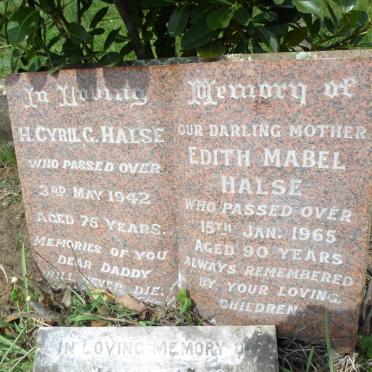 In Loving Memory of
H. CYRIL G. HALSE
WHO PASSED OVER
3RD MAY 1942
AGED 75 YEARS.
MEMORIES OF YOU
DEAR DADDY
WILL NEVER DIE.
OUR DARLING MOTHER
EDITH MABEL
HALSE
WHO PASSED OVER
15TH JAN. 1965
AGED 90 YEARS
ALWAYS REMEMBERED
BY YOUR LOVING
CHILDREN
IN LOVING MEMORY